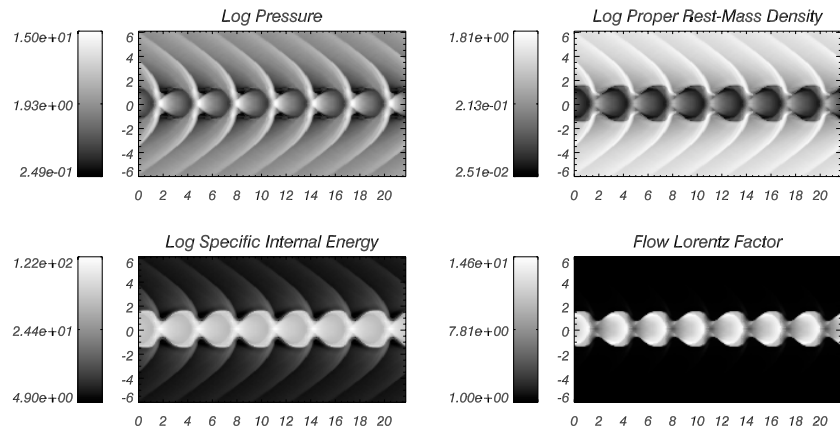 Log Pressure
1.50e+01
1.93e+00
2.49e-01
6
4
2
0
-2
-4
-6
0 2 4 6 8 10 12 14 16 18 20
Log Proper Rest-Mass Density
1.81e+00
2.13e-01
2.51e-02
6
4
2
0
-2
-4
-6
0 2 4 6 8 10 12 14 16 18 20
Log Specific Internal Energy
1.22e+02
2.44e+01
4.90e+00
6
4
2
0
-2
-4
-6
0 2 4 6 8 10 12 14 16 18 20
Flow Lorentz Factor
1.46e+01
7.81e+00
1.00e+00
6
4
2
0
-2
-4
-6
0 2 4 6 8 10 12 14 16 18 20